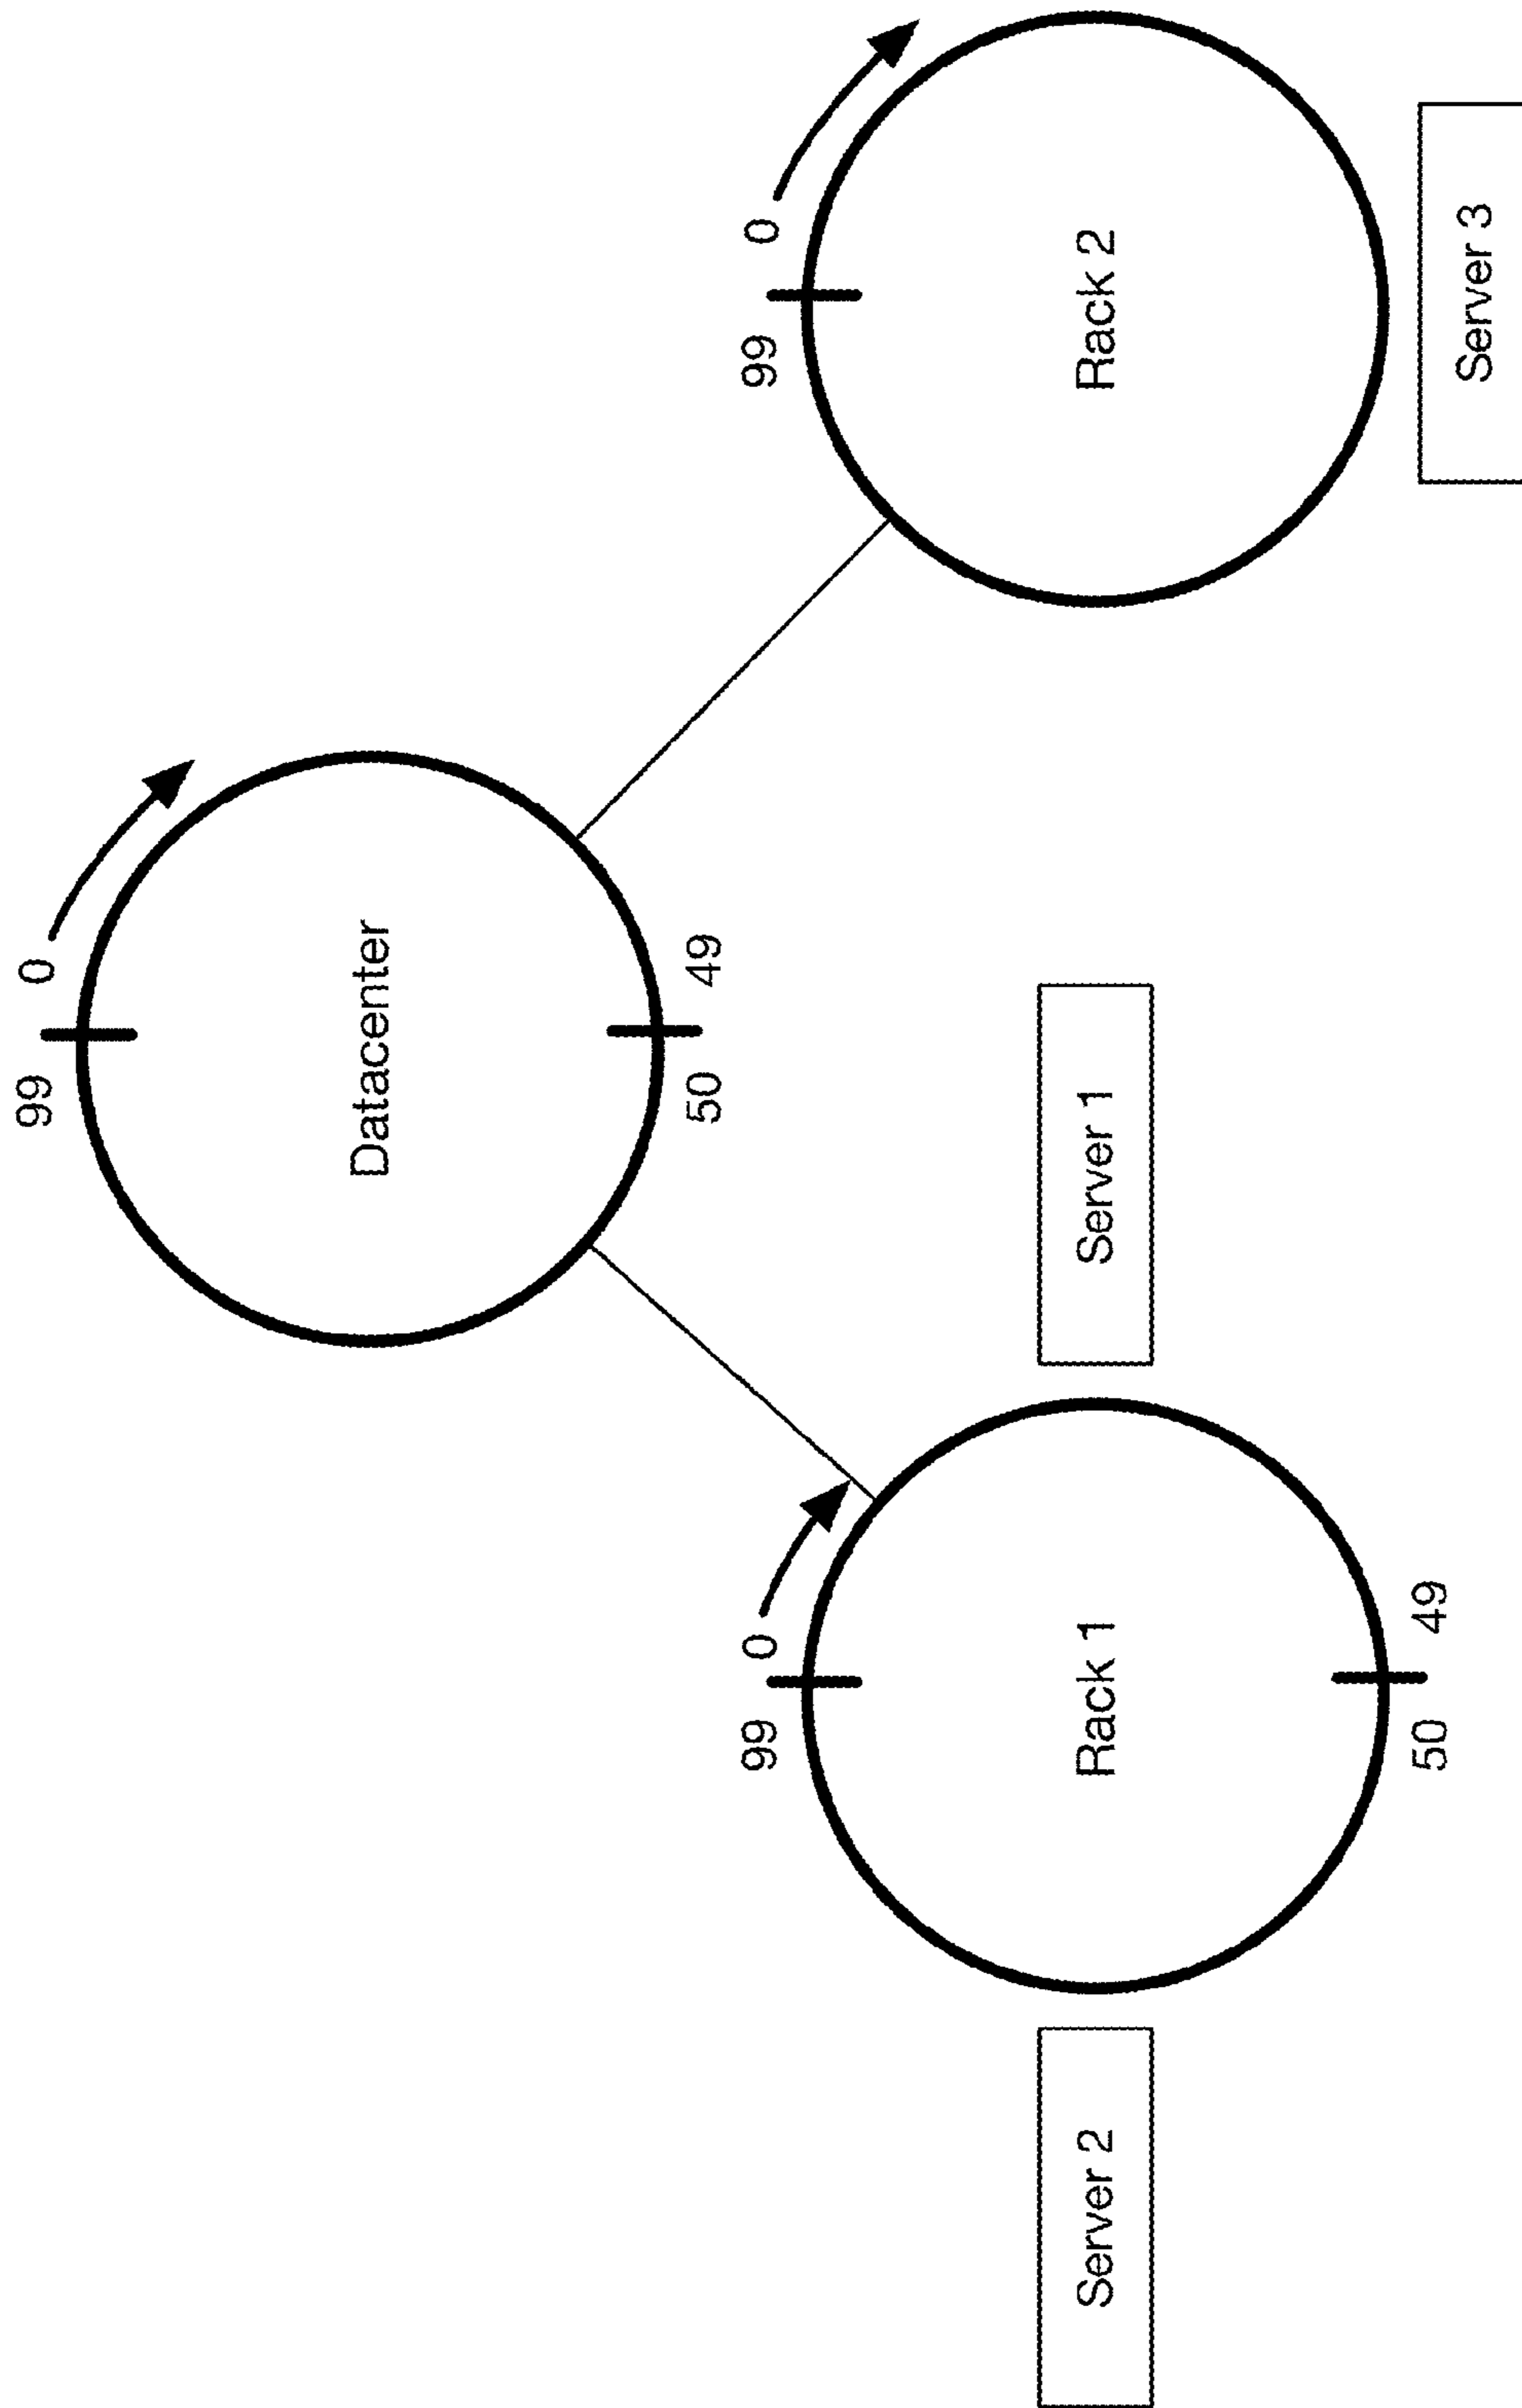 99 0
Datacenter
50 49
99 0
Rack 1
50 49
Server 2
Server 1
99 0
Rack 2
Server 3